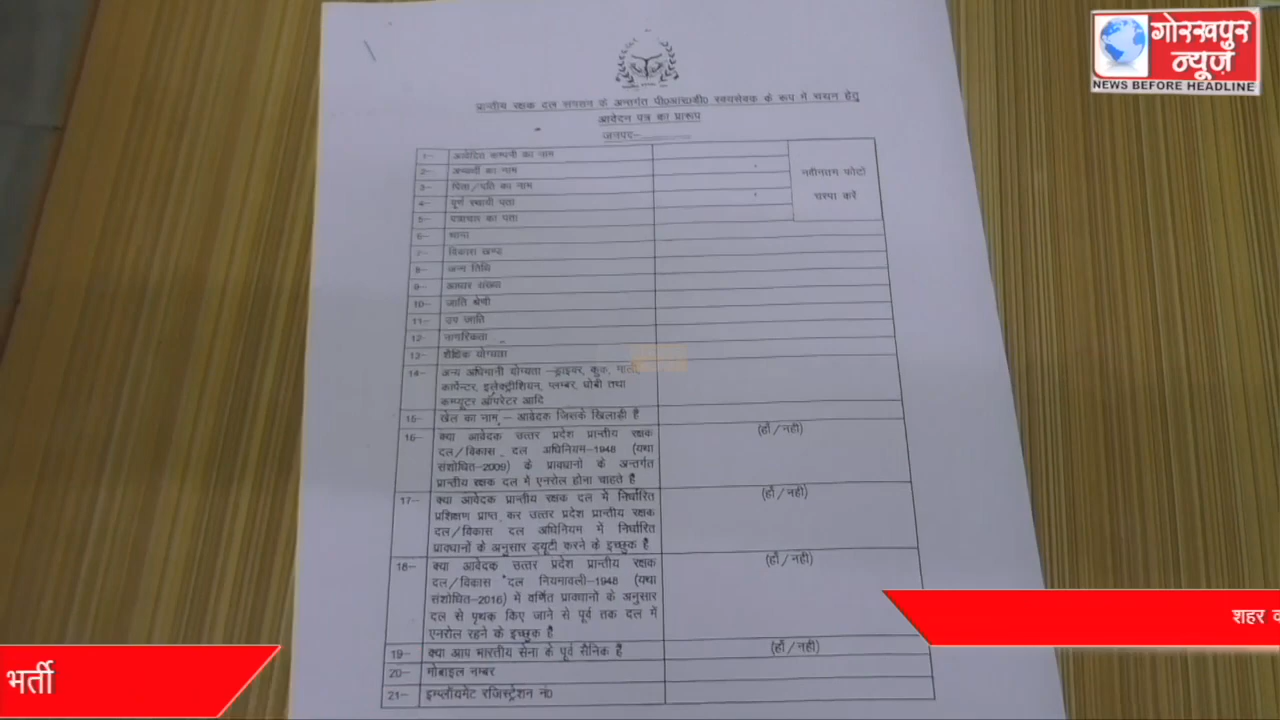 गोरखपुर
न्यूज़
NEWS BEFORE HEADLINE
प्रान्तीय रक्षक दल संगठन के अन्तर्गत पी0आर0डी0 स्वयंसेवक के रूप में चयन हेतु
आवेदन पत्र का प्रारूप
जनपद-
1- आवेदित कम्पनी का नाम
2- अभ्यर्थी का नाम
3- पिता/पति का नाम
4- पूर्ण स्थायी पता
5- पत्राचार का पता
नवीनतम फोटो
चस्पा करें
6- थाना
7- विकास खण्ड
8- जन्म तिथि
9- आधार संख्या
10- जाति श्रेणी
11- उप जाति
12- नागरिकता
13- शैक्षिक योग्यता
14- अन्य अधिमानी योग्यता -ड्राइवर, कुक, माली,
कारपेन्टर, इलेक्ट्रीशियन, प्लम्बर, धोबी तथा
कम्प्यूटर ऑपरेटर आदि
15- खेल का नाम - आवेदक जिसके खिलाड़ी है
16- क्या आवेदक उत्तर प्रदेश प्रान्तीय रक्षक (हॉं/नही)
दल/विकास दल अधिनियम-1948 (यथा
संशोधित-2009) के प्रावधानों के अन्तर्गत
प्रान्तीय रक्षक दल में एनरोल होना चाहते है
17- क्या आवेदक प्रान्तीय रक्षक दल में निर्धारित (हॉं/नही)
प्रशिक्षण प्राप्त कर उत्तर प्रदेश प्रान्तीय रक्षक
दल/विकास दल अधिनियम में निर्धारित
प्रावधानों के अनुसार ड्यूटी करने के इच्छुक है
18- क्या आवेदक उत्तर प्रदेश प्रान्तीय रक्षक (हॉं/नही)
दल/विकास दल नियमावली-1948 (यथा
संशोधित-2016) में वर्णित प्रावधानों के अनुसार
दल से पृथक किए जाने से पूर्व तक दल में
एनरोल रहने के इच्छुक है
19- क्या आप भारतीय सेना के पूर्व सैनिक है (हॉं/नही)
20- मोबाइल नम्बर
21- इम्प्लॉयमेंट रजिस्ट्रेशन नं0
शहर
भर्ती